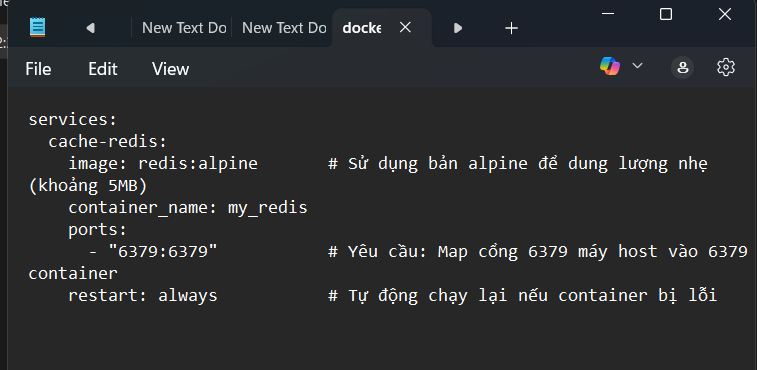 New Text Do New Text Do docke
File Edit View
services:
  cache-redis:
    image: redis:alpine       # Sử dụng bản alpine để dung lượng nhẹ
(khoảng 5MB)
    container_name: my_redis
    ports:
      - "6379:6379"           # Yêu cầu: Map cổng 6379 máy host vào 6379
container
    restart: always           # Tự động chạy lại nếu container bị lỗi